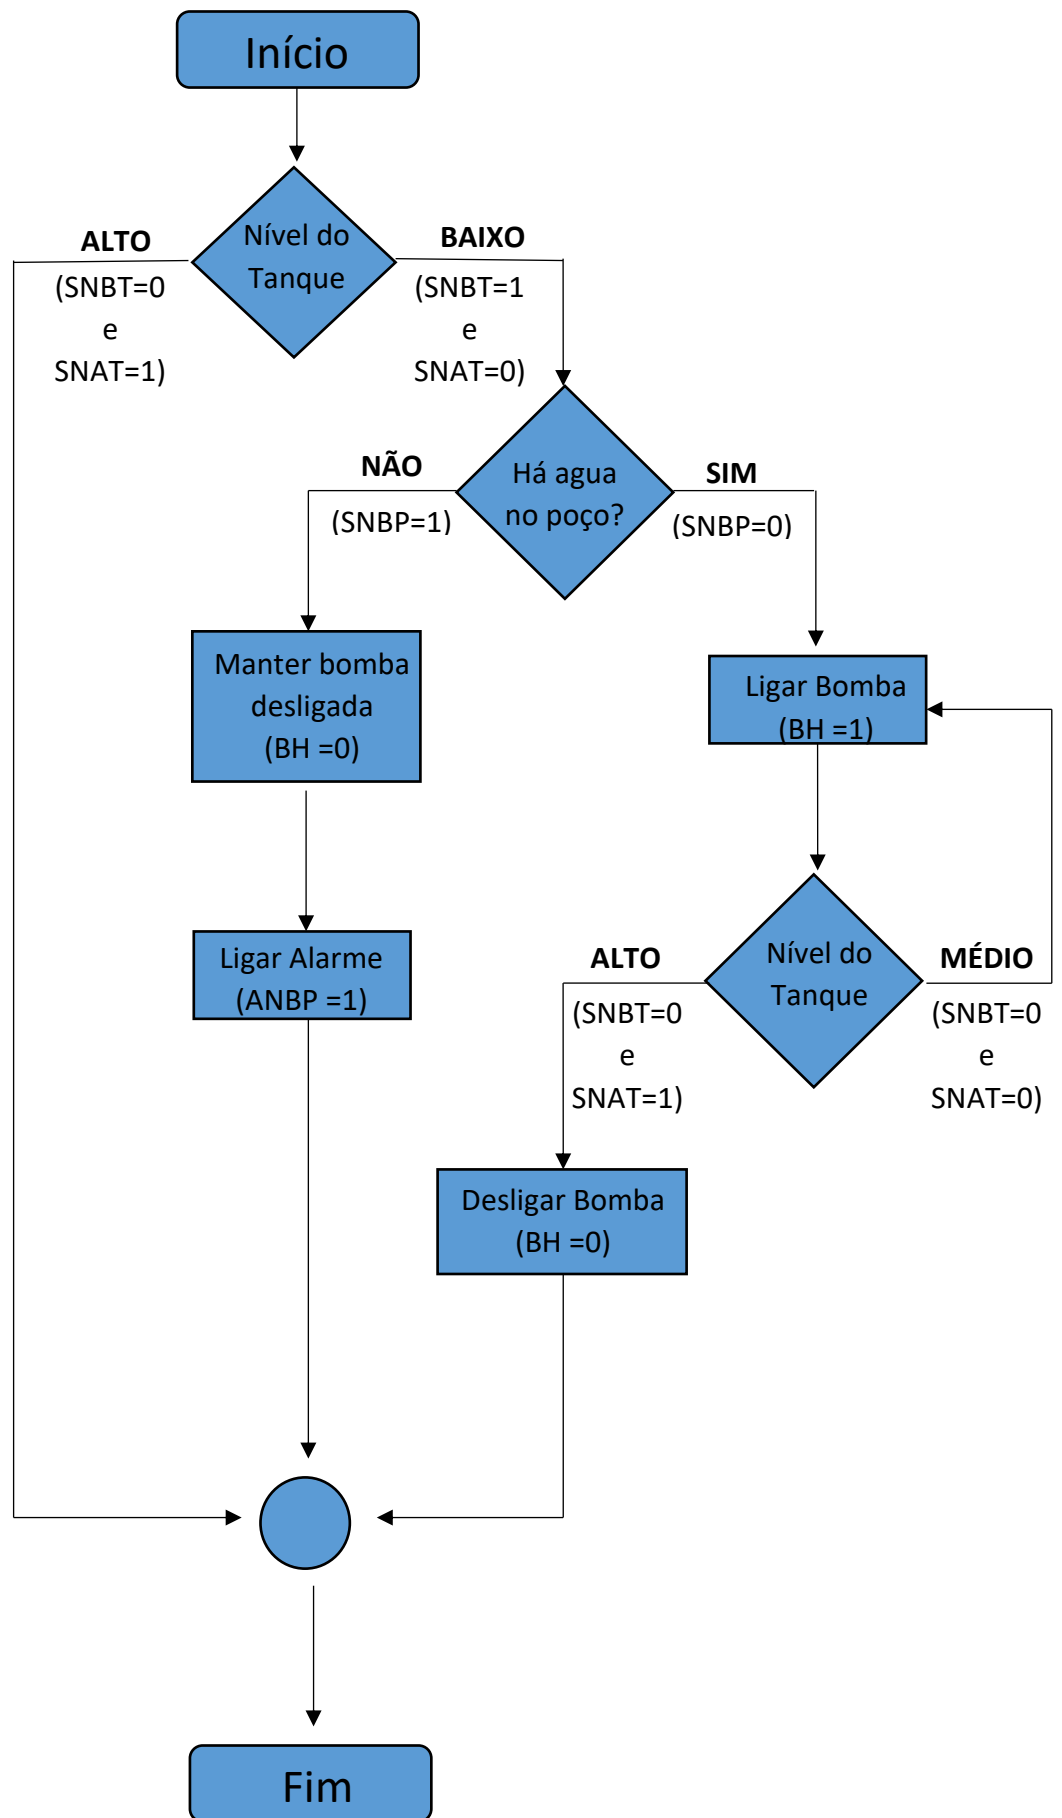 Início
Nível do
Tanque
ALTO
(SNBT=0
e
SNAT=1)
BAIXO
(SNBT=1
e
SNAT=0)
Há agua
no poço?
NÃO
(SNBP=1)
SIM
(SNBP=0)
Manter bomba
desligada
(BH =0)
Ligar Bomba
(BH =1)
Ligar Alarme
(ANBP =1)
Nível do
Tanque
ALTO
(SNBT=0
e
SNAT=1)
MÉDIO
(SNBT=0
e
SNAT=0)
Desligar Bomba
(BH =0)
Fim